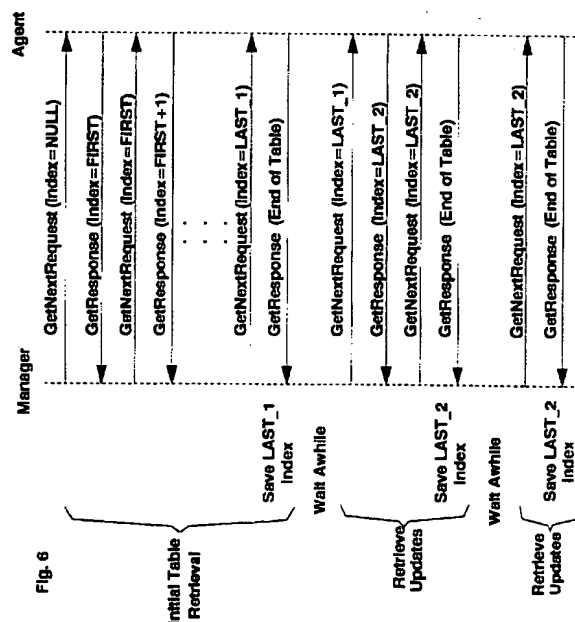 Fig. 6
Manager
Agent
GetNextRequest (Index=NULL)
GetResponse (Index=FIRST)
GetNextRequest (Index=FIRST)
GetResponse (Index=FIRST+1)
. . .
. . .
GetNextRequest (Index=LAST_1)
GetResponse (End of Table)
Initial Table
Retrieval
Save LAST_1
Index
Wait Awhile
GetNextRequest (Index=LAST_1)
GetResponse (Index=LAST_2)
GetNextRequest (Index=LAST_2)
GetResponse (End of Table)
Retrieve
Updates
Save LAST_2
Index
Wait Awhile
GetNextRequest (Index=LAST_2)
GetResponse (End of Table)
Retrieve
Updates
Save LAST_2
Index